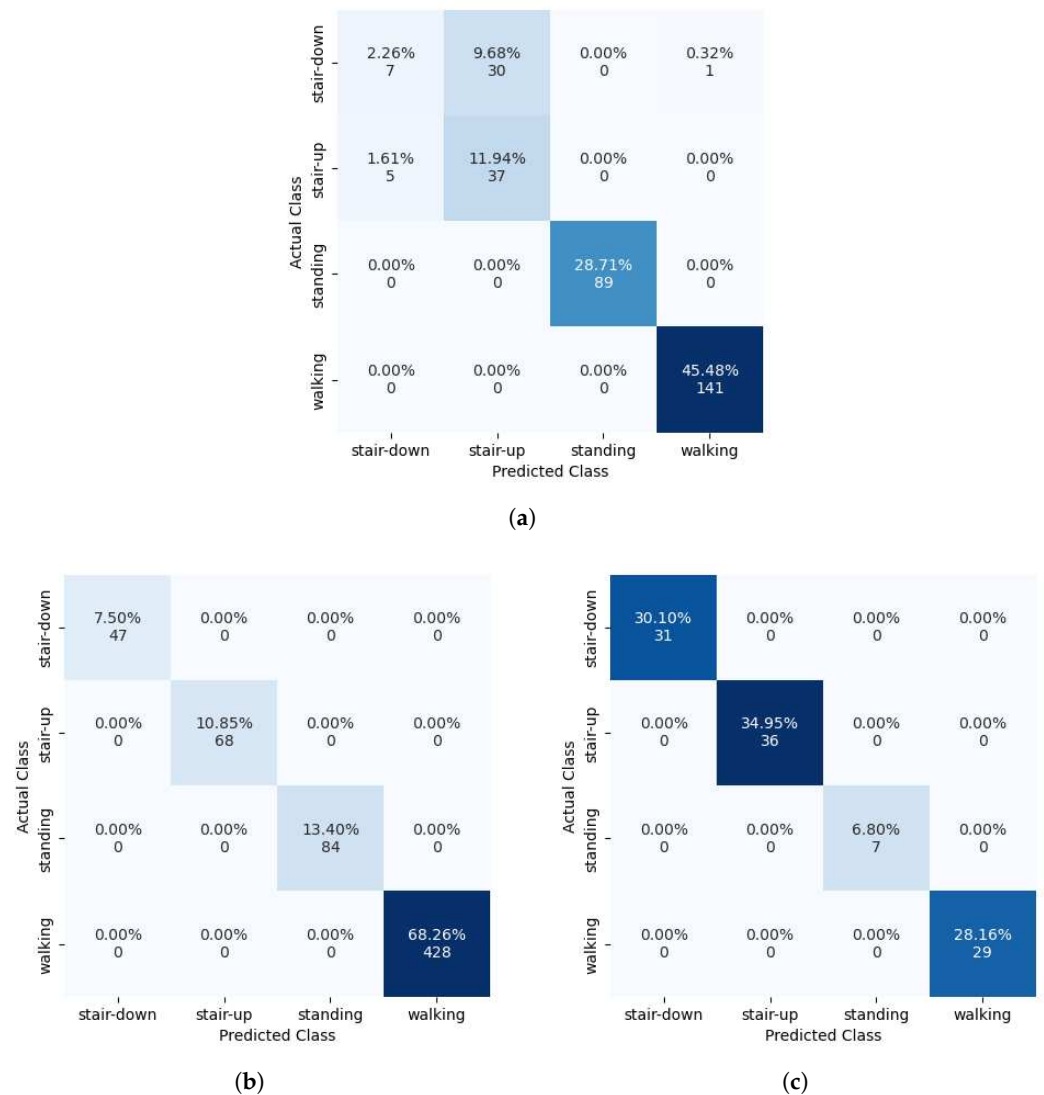 stair-down
2.26% 9.68% 0.00% 0.32%
7 30 0 1
stair-up
1.61% 11.94% 0.00% 0.00%
5 37 0 0
Actual Class
standing
0.00% 0.00% 28.71% 0.00%
0 0 89 0
walking
0.00% 0.00% 0.00% 45.48%
0 0 0 141
stair-down stair-up standing walking
Predicted Class
(a)
stair-down
7.50% 0.00% 0.00% 0.00%
47 0 0 0
stair-up
0.00% 10.85% 0.00% 0.00%
0 68 0 0
Actual Class
standing
0.00% 0.00% 13.40% 0.00%
0 0 84 0
walking
0.00% 0.00% 0.00% 68.26%
0 0 0 428
stair-down stair-up standing walking
Predicted Class
(b)
stair-down
30.10% 0.00% 0.00% 0.00%
31 0 0 0
stair-up
0.00% 34.95% 0.00% 0.00%
0 36 0 0
Actual Class
standing
0.00% 0.00% 6.80% 0.00%
0 0 7 0
walking
0.00% 0.00% 0.00% 28.16%
0 0 0 29
stair-down stair-up standing walking
Predicted Class
(c)